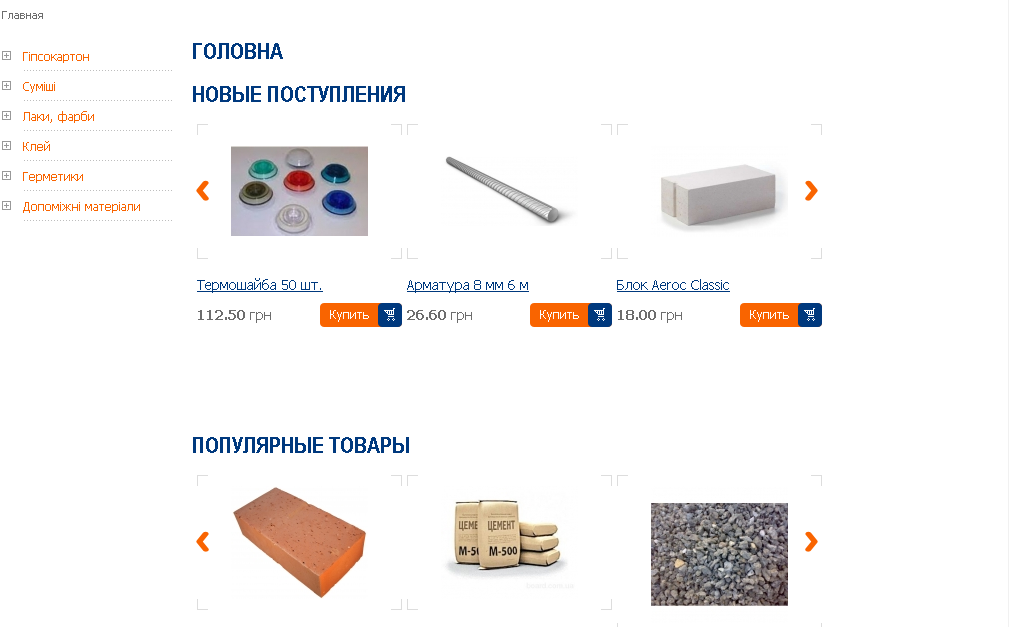 Главная
Гіпсокартон
Суміші
Лаки, фарби
Клей
Герметики
Допоміжні матеріали
ГОЛОВНА
НОВЫЕ ПОСТУПЛЕНИЯ
Термошайба 50 шт.
112.50 грн
Купить
Арматура 8 мм 6 м
26.60 грн
Купить
Блок Aeroc Classic
18.00 грн
Купить
ПОПУЛЯРНЫЕ ТОВАРЫ
ЦЕМЕНТ
М-500